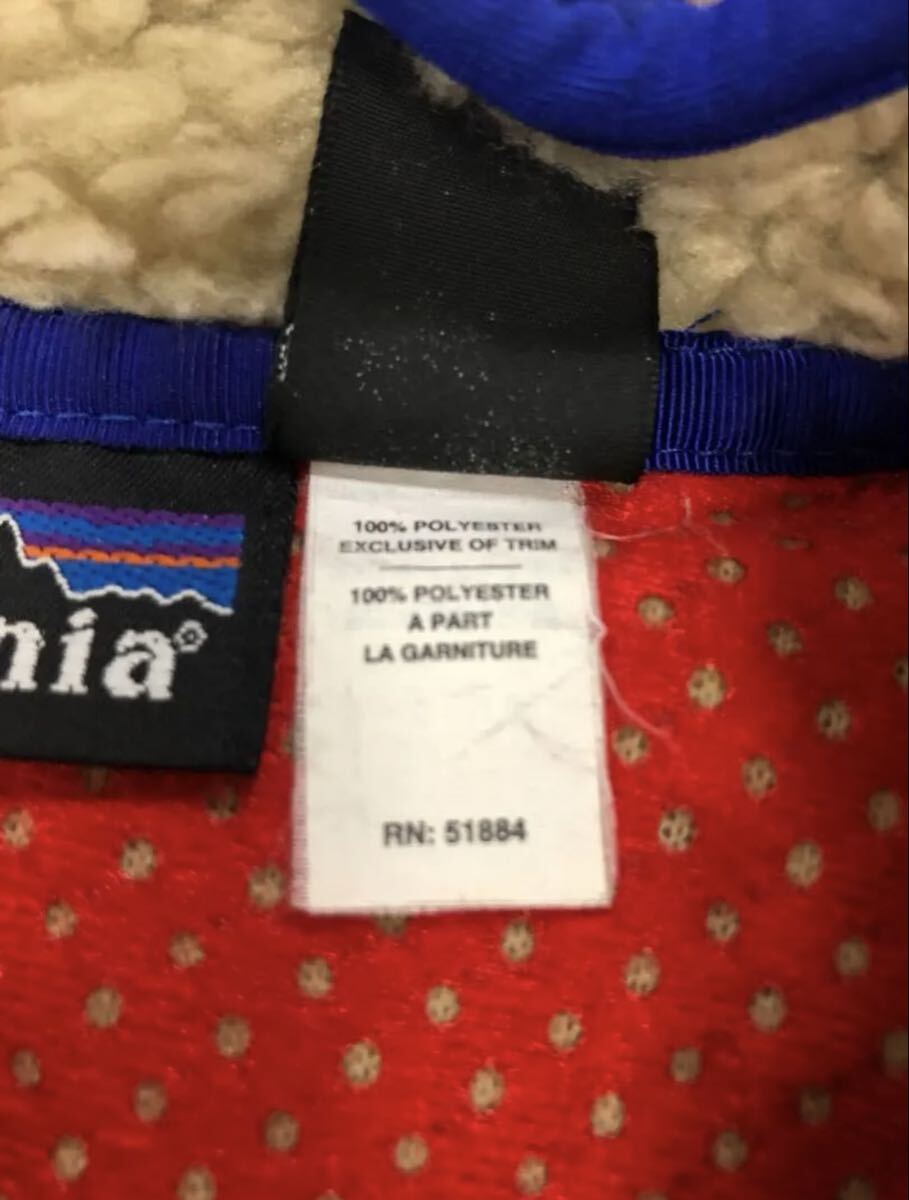 nia®
100% POLYESTER
EXCLUSIVE OF TRIM
100% POLYESTER
A PART
LA GARNITURE
RN: 51884